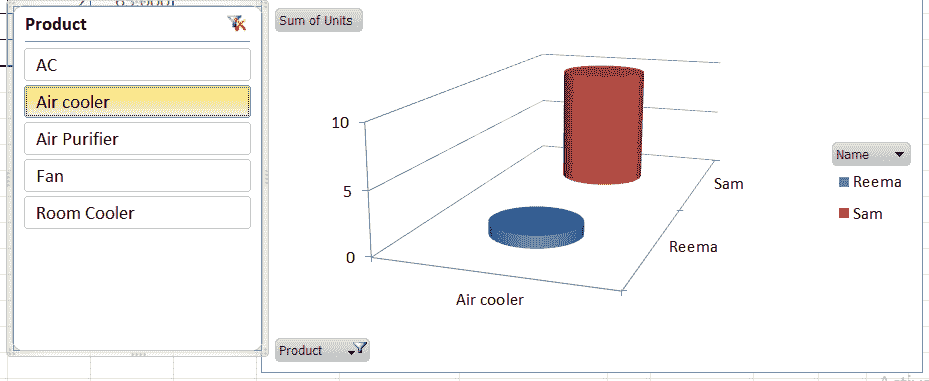 Product
AC
Air cooler
Air Purifier
Fan
Room Cooler
Sum of Units
10
5
0
Air cooler
Reema
Sam
Name
Reema
Sam
Product